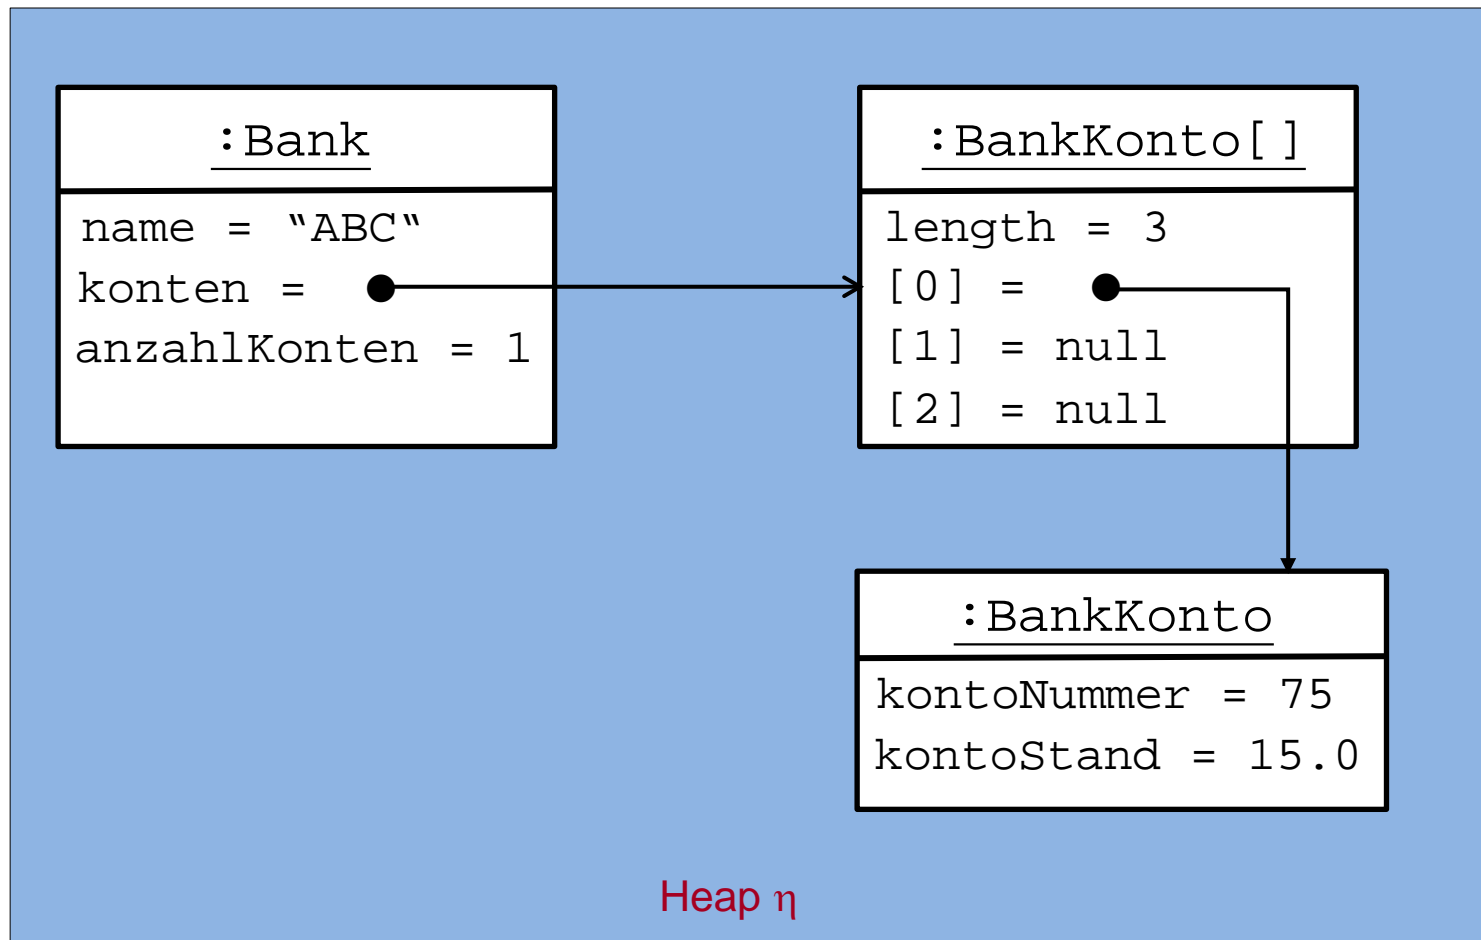 :Bank
name = “ABC“
konten =
anzahlKonten = 1
:BankKonto[]
length = 3
[0] =
[1] = null
[2] = null
:BankKonto
kontoNummer = 75
kontoStand = 15.0
Heap η